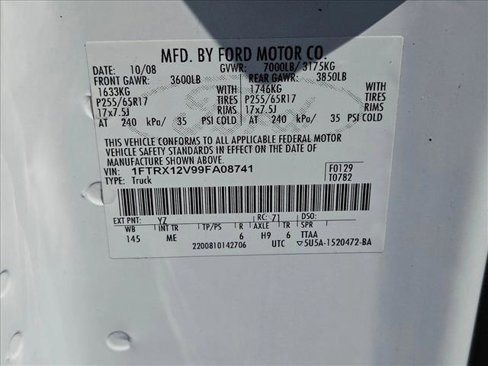 MFD. BY FORD MOTOR CO.
DATE: 10/08 GVWR: 7000LB/ 3175KG
FRONT GAWR: 3600LB REAR GAWR: 3850LB
1633KG 1746KG
P255/65R17 TIRES P255/65R17 TIRES
17x7.5J RIMS 17x7.5J RIMS
AT 240 kPa/ 35 PSI COLD AT 240 kPa/ 35 PSI COLD
THIS VEHICLE CONFORMS TO ALL APPLICABLE FEDERAL MOTOR
VEHICLE SAFETY STANDARDS IN EFFECT ON THE DATE OF
MANUFACTURE SHOWN ABOVE.
VIN: 1FTRX12V99FA08741 F0129
TYPE: Truck T0782
EXT PNT: YZ RC: 71 DSO:
WB INT TR TP/PS R AXLE TR SPR
145 ME 6 H9 6 TTAA
2200810142706 UTC ▽5U5A-1520472-BA